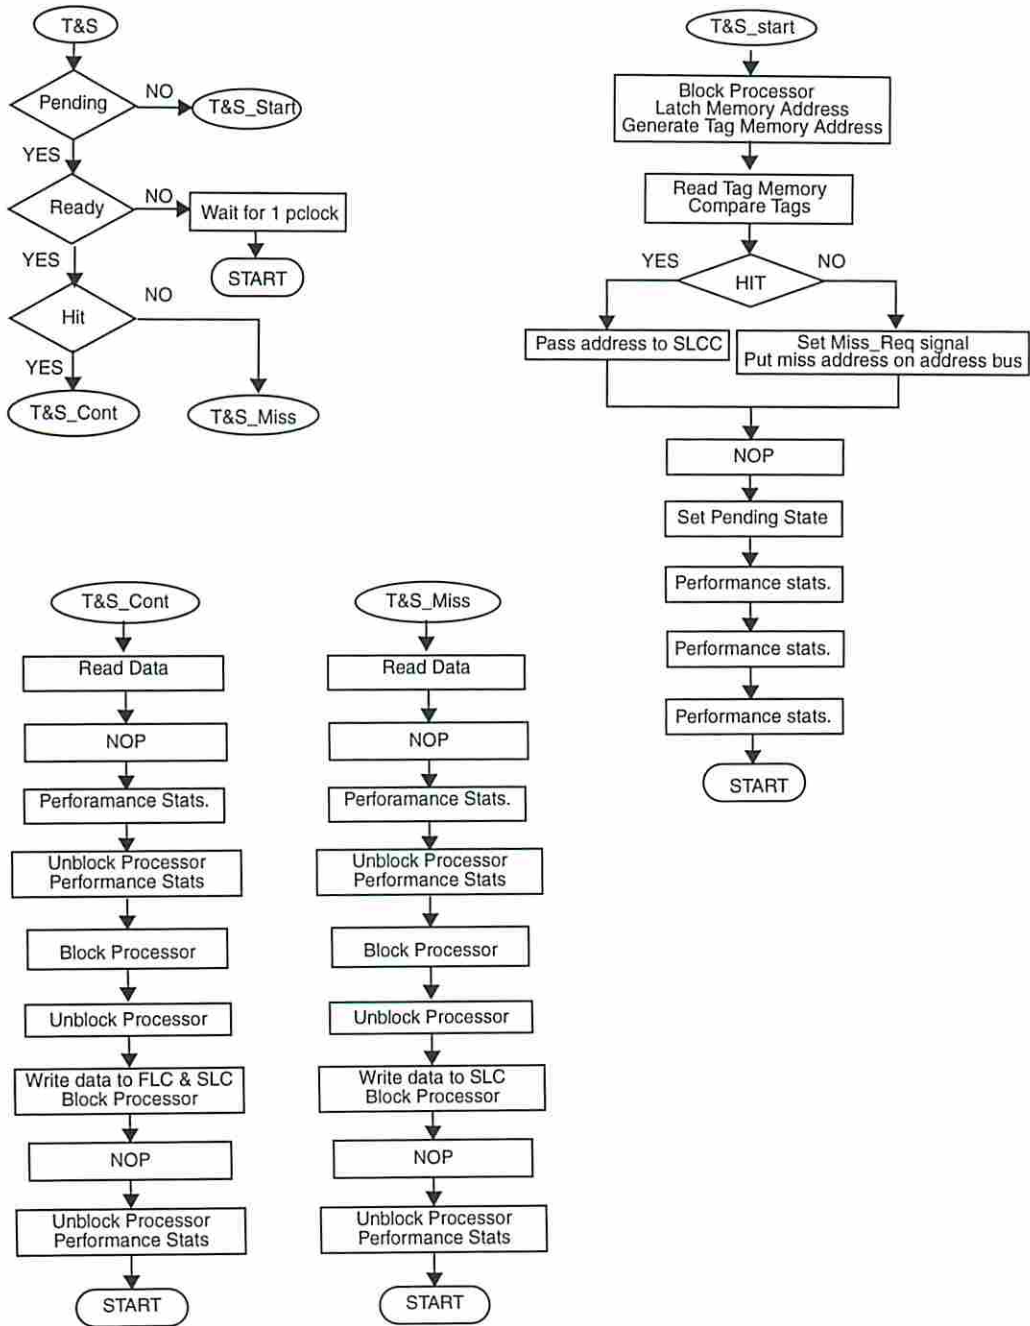 T&S
Pending
NO
T&S_Start
YES
Ready
NO
Wait for 1 pclock
YES
START
Hit
NO
YES
T&S_Cont
T&S_Miss
T&S_start
Block Processor
Latch Memory Address
Generate Tag Memory Address
Read Tag Memory
Compare Tags
YES
HIT
NO
Pass address to SLCC
Set Miss_Req signal
Put miss address on address bus
NOP
Set Pending State
Performance stats.
Performance stats.
Performance stats.
START
T&S_Cont
Read Data
NOP
Perforamance Stats.
Unblock Processor
Performance Stats
Block Processor
Unblock Processor
Write data to FLC & SLC
Block Processor
NOP
Unblock Processor
Performance Stats
START
T&S_Miss
Read Data
NOP
Perforamance Stats.
Unblock Processor
Performance Stats
Block Processor
Unblock Processor
Write data to SLC
Block Processor
NOP
Unblock Processor
Performance Stats
START